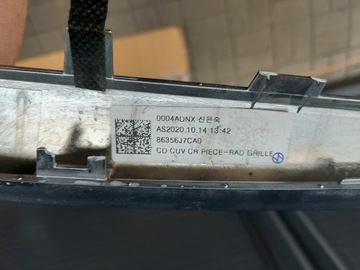 0004ADNX 신은숙
AS2020.10.14 13:42
86356J7CA0
CD CUV CR PIECE-RAD GRILLE